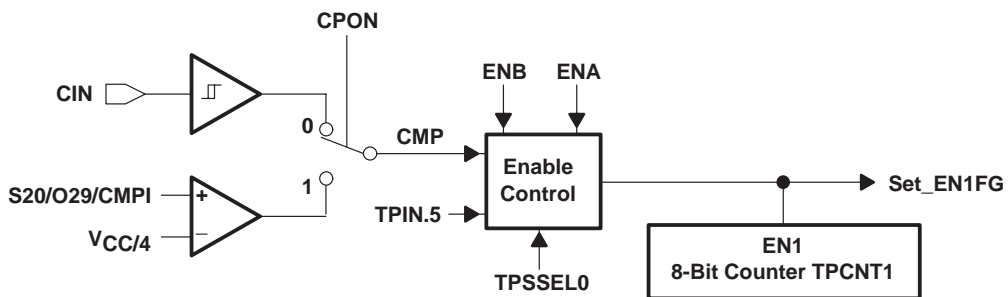 CPON
ENB
ENA
CIN
0
CMP
Enable
Control
Set_EN1FG
1
S20/O29/CMPI
+
TPIN.5
VCC/4
−
EN1
8-Bit Counter TPCNT1
TPSSEL0